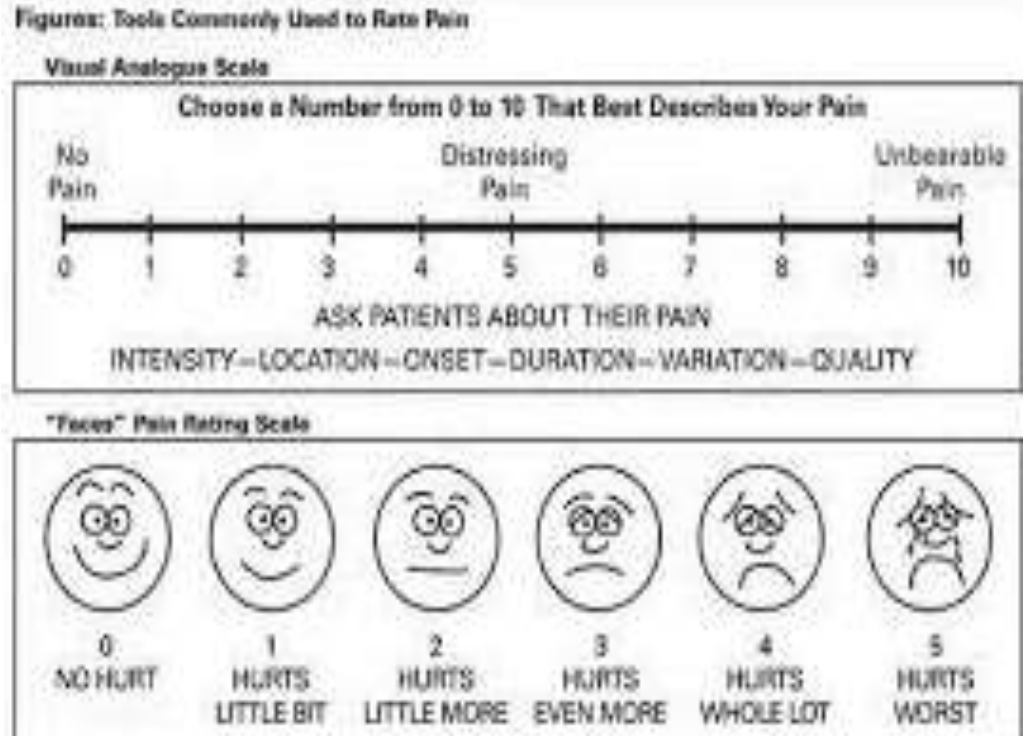 Figures: Tools Commonly Used to Rate Pain
Visual Analogue Scale
Choose a Number from 0 to 10 That Best Describes Your Pain
No Pain
Distressing Pain
Unbearable Pain
0 1 2 3 4 5 6 7 8 9 10
ASK PATIENTS ABOUT THEIR PAIN
INTENSITY–LOCATION–ONSET–DURATION–VARIATION–QUALITY
"Faces" Pain Rating Scale
0
NO HURT
1
HURTS
LITTLE BIT
2
HURTS
LITTLE MORE
3
HURTS
EVEN MORE
4
HURTS
WHOLE LOT
5
HURTS
WORST